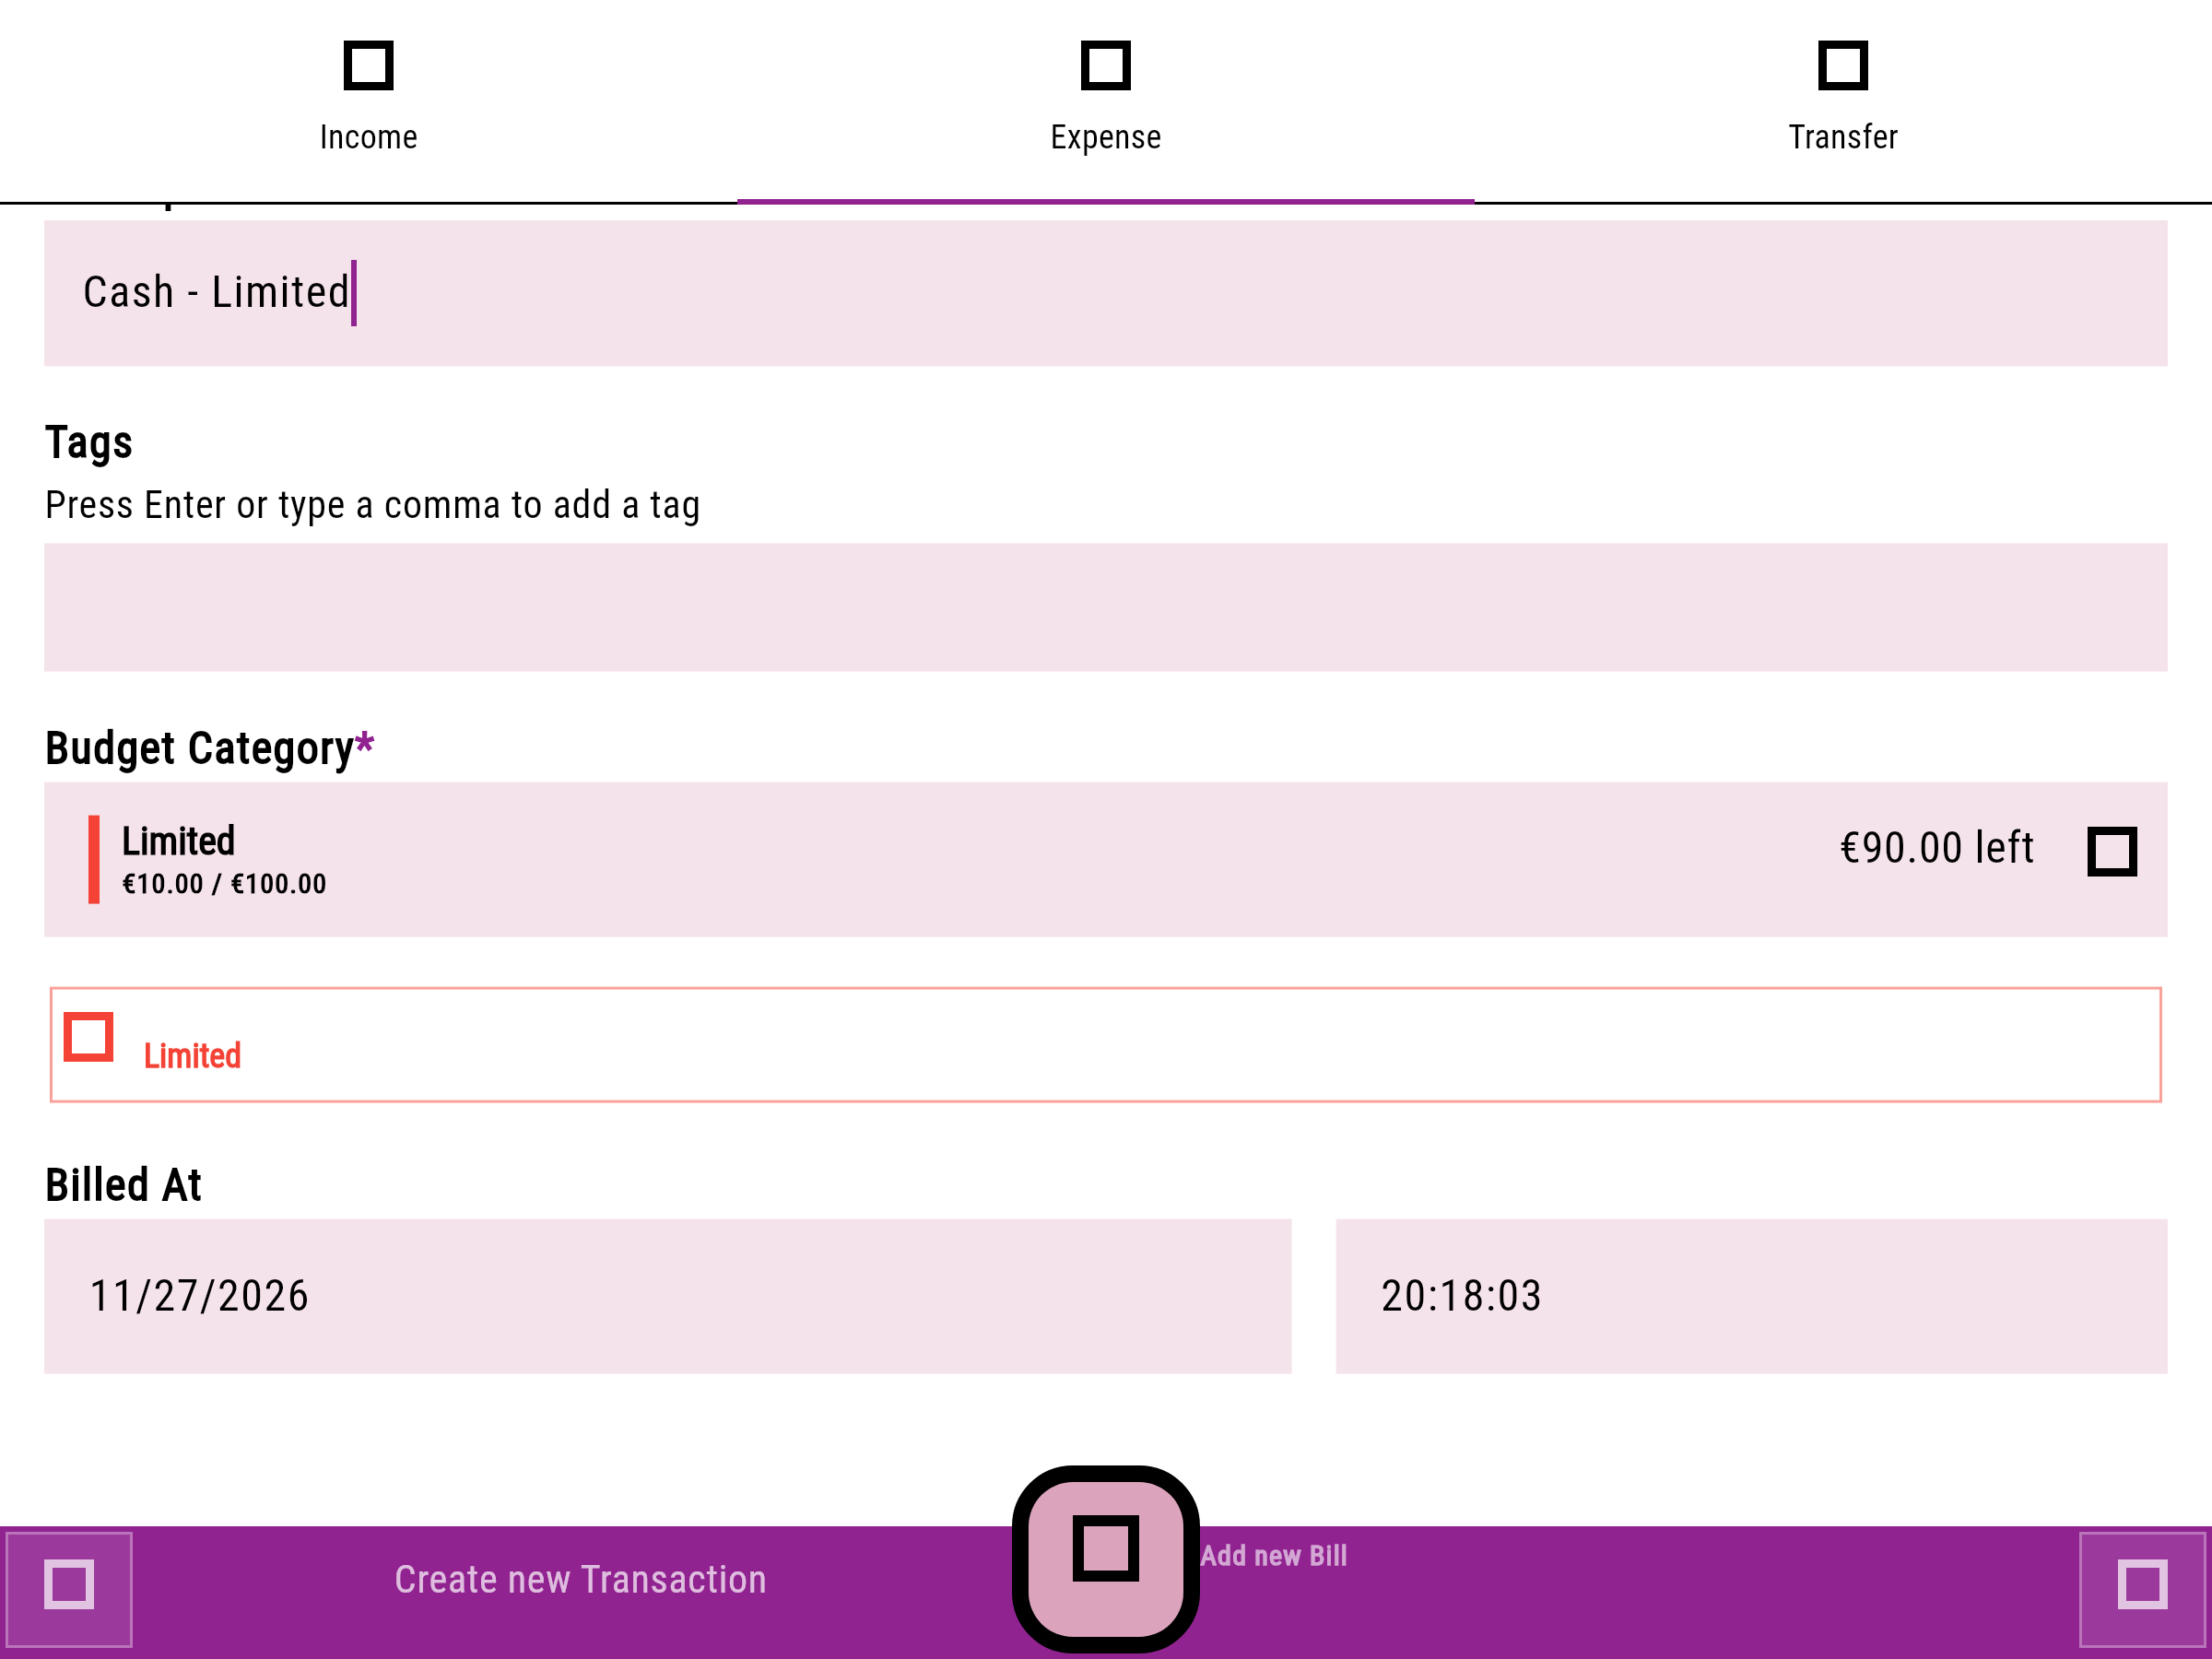 Income
Expense
Transfer
Cash - Limited
Tags
Press Enter or type a comma to add a tag
Budget Category*
Limited
€10.00 / €100.00
€90.00 left
Limited
Billed At
11/27/2026
20:18:03
Create new Transaction
Add new Bill